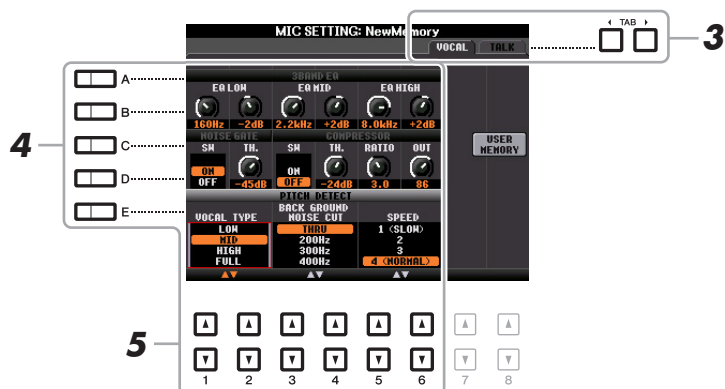 MIC SETTING: NewMemory
◂ TAB ▸
VOCAL TALK
3
A
3BAND EQ
EQ LOW EQ MID EQ HIGH
B
160Hz -2dB 2.2kHz +2dB 8.0kHz +2dB
NOISE GATE COMPRESSOR
4
C
SW TH. SW TH. RATIO OUT
USER
MEMORY
D
ON ON
OFF -45dB OFF -24dB 3.0 86
PITCH DETECT
E
VOCAL TYPE BACK GROUND NOISE CUT SPEED
LOW THRU 1 (SLOW)
MID 200Hz 2
HIGH 300Hz 3
FULL 400Hz 4 (NORMAL)
5
1 2 3 4 5 6 7 8